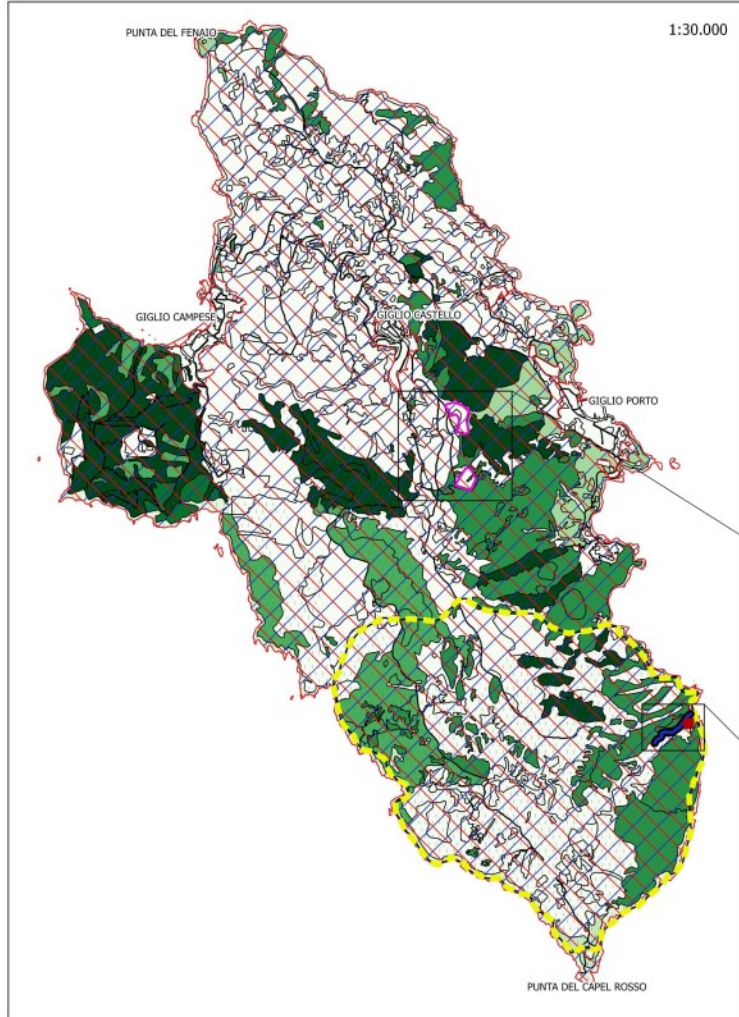 1:30.000
PUNTA DEL FENAIO
GIGLIO CAMPESE
GIGLIO CASTELLO
GIGLIO PORTO
PUNTA DEL CAPEL ROSSO